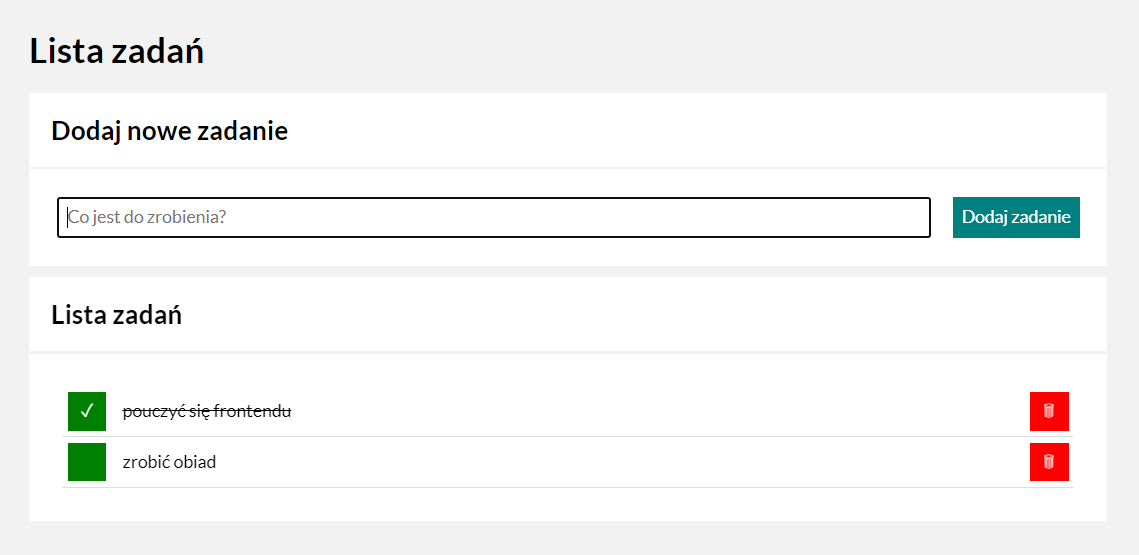 Lista zadań
Dodaj nowe zadanie
Co jest do zrobienia?
Dodaj zadanie
Lista zadań
✓ pouczyć się frontendu
zrobić obiad